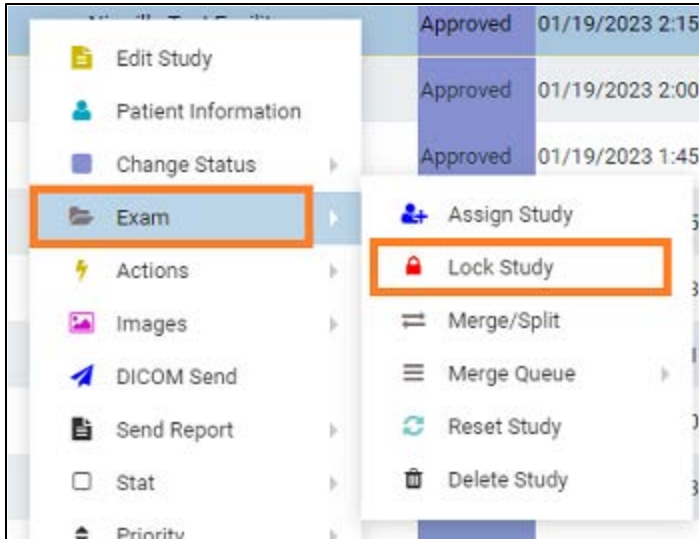 Approved 01/19/2023 2:15
Edit Study
Approved 01/19/2023 2:00
Patient Information
Change Status
Approved 01/19/2023 1:45
Exam
Assign Study
Actions
Lock Study
Images
Merge/Split
DICOM Send
Merge Queue
Send Report
Reset Study
Stat
Delete Study
Priority